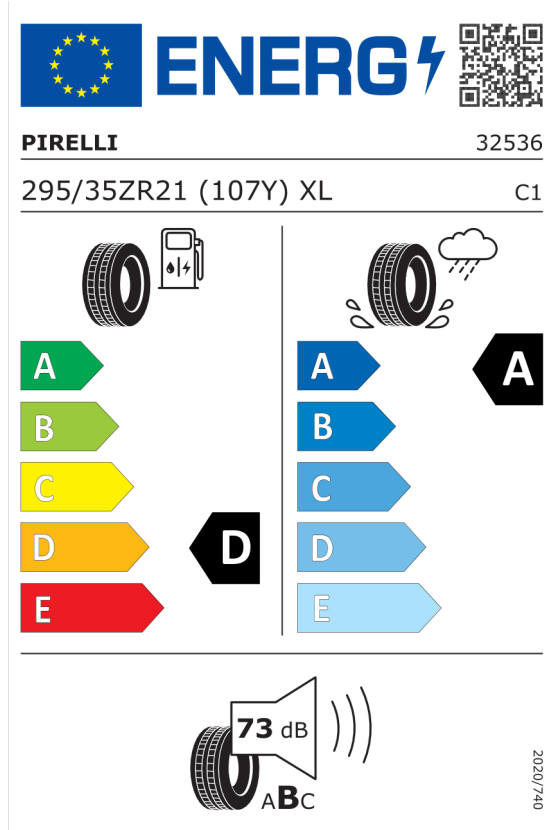 ENERG
PIRELLI 32536
295/35ZR21 (107Y) XL C1
A A A
B B
C C
D D D
E E
73 dB
ABC
2020/740